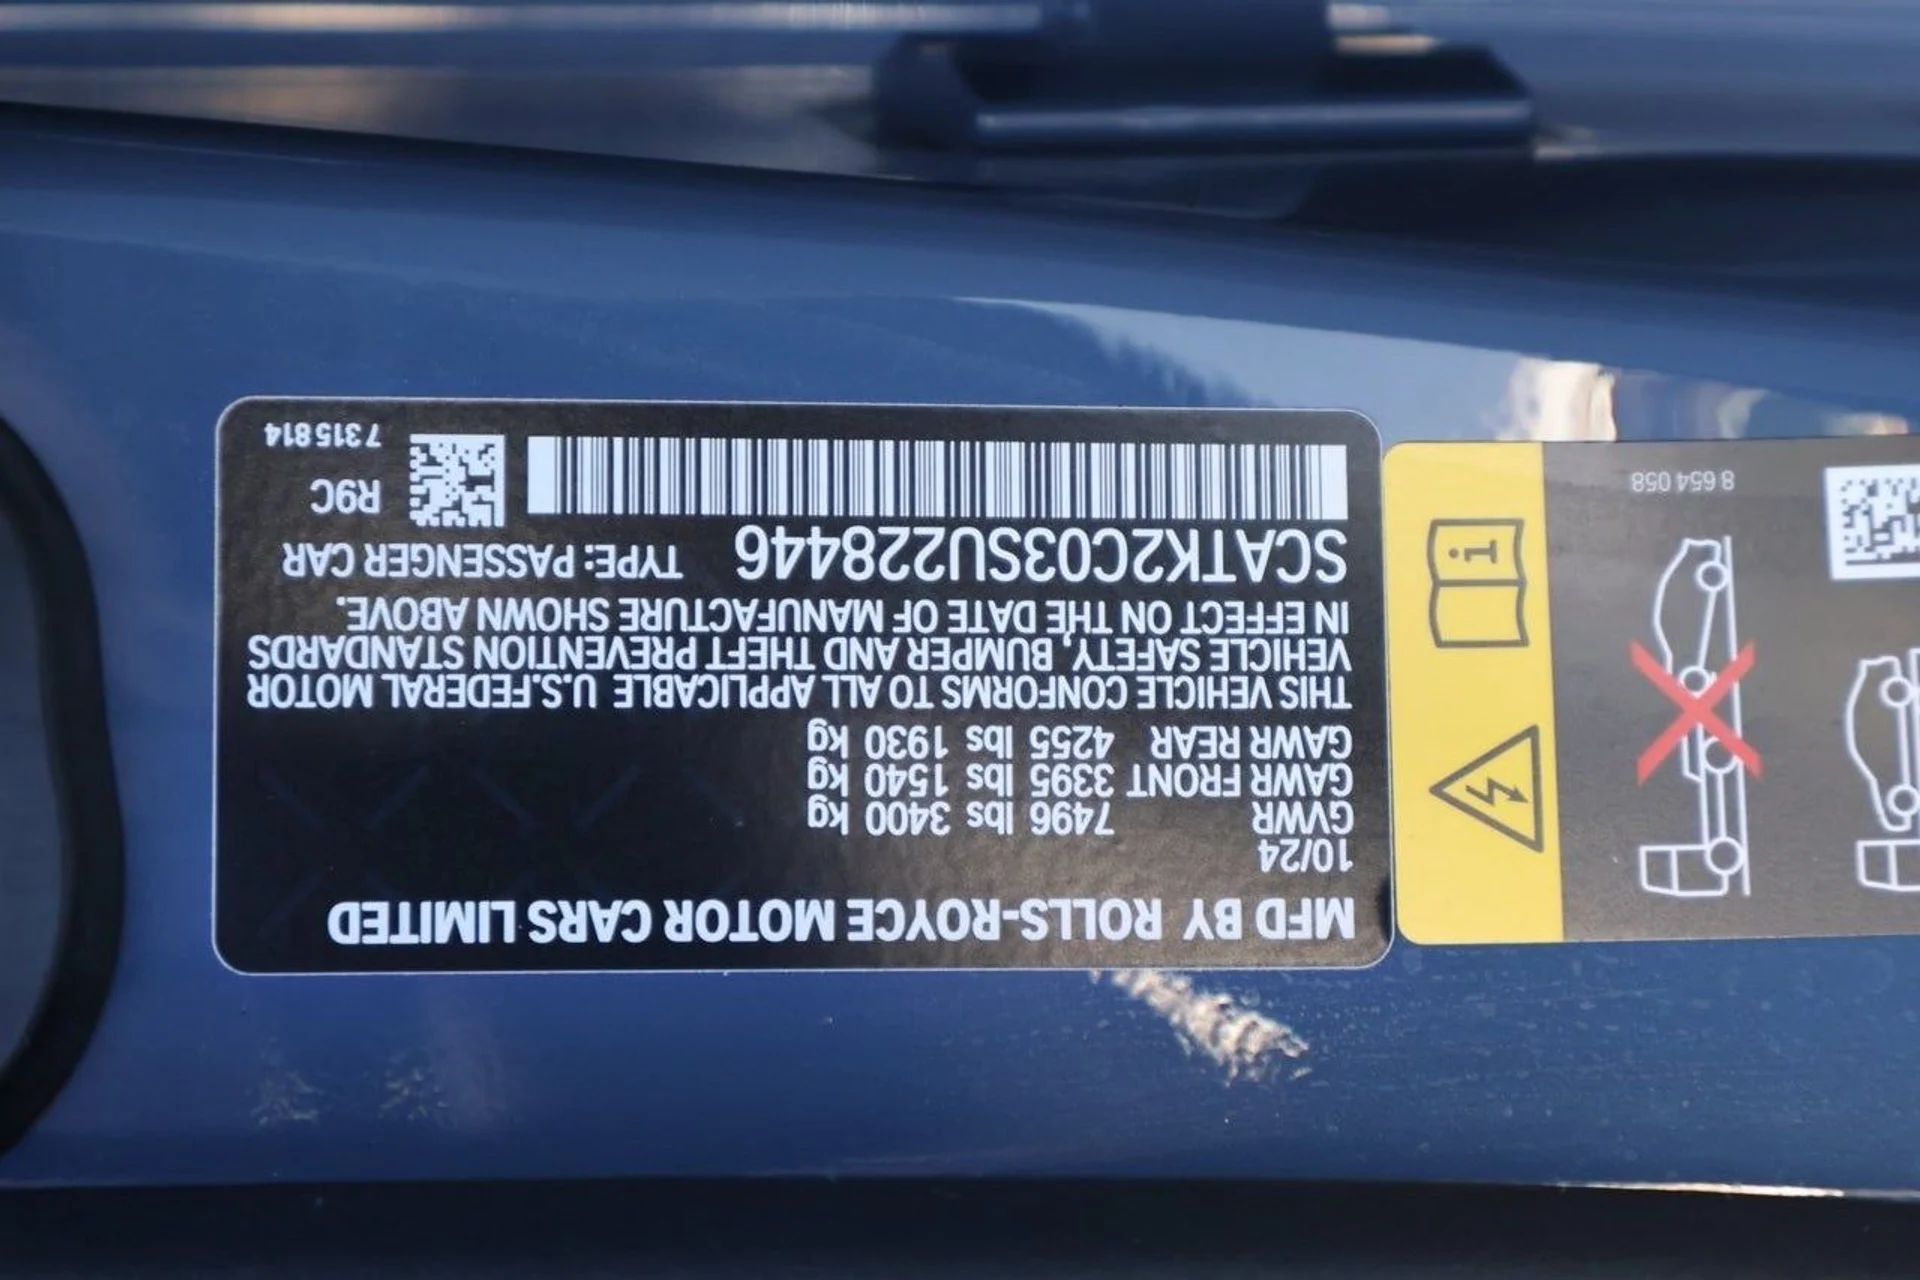 MFD BY ROLLS-ROYCE MOTOR CARS LIMITED
10/24
GVWR 7496 lbs 3400 kg
GAWR FRONT 3395 lbs 1540 kg
GAWR REAR 4255 lbs 1930 kg
THIS VEHICLE CONFORMS TO ALL APPLICABLE U.S.FEDERAL MOTOR
VEHICLE SAFETY, BUMPER AND THEFT PREVENTION STANDARDS
IN EFFECT ON THE DATE OF MANUFACTURE SHOWN ABOVE.
SCATK2C03SU228446 TYPE: PASSENGER CAR
R9C
7315814
8 654 058
i